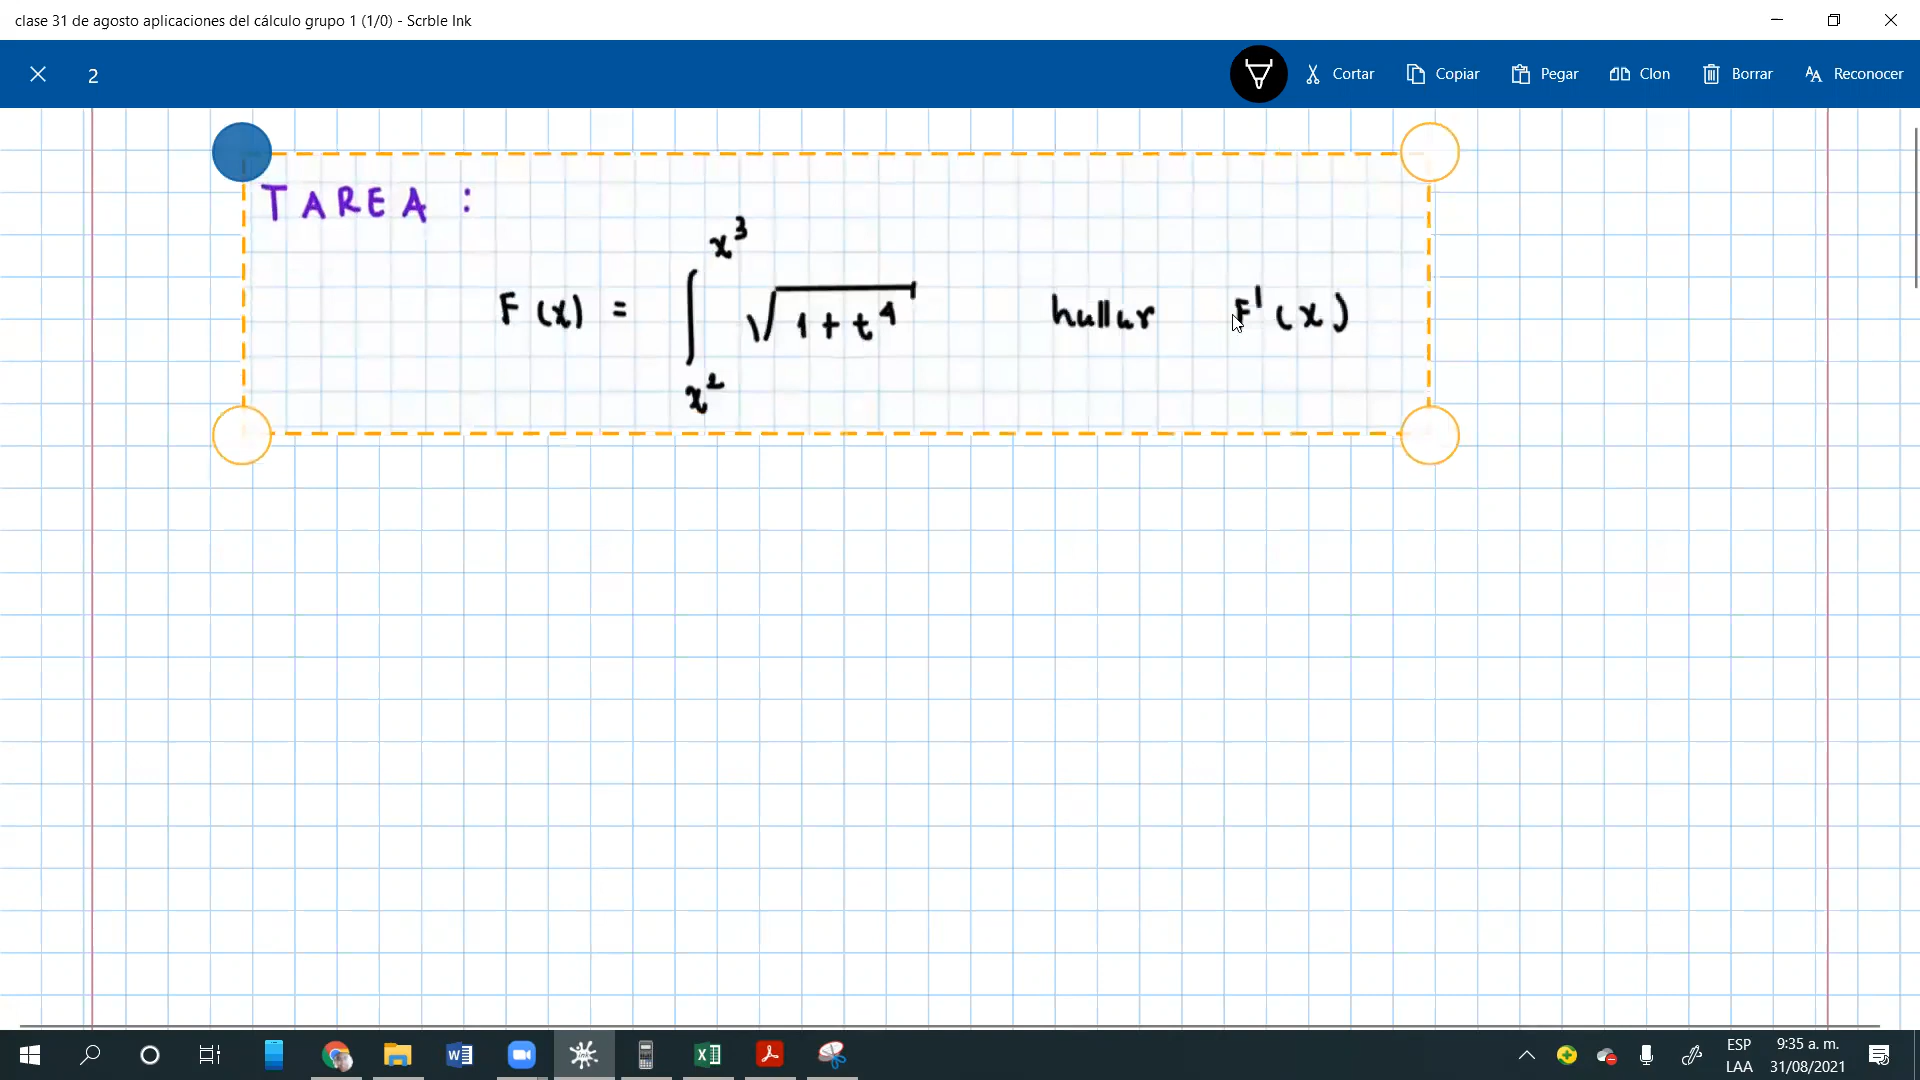 clase 31 de agosto aplicaciones del cálculo grupo 1 (1/0) - Scrble Ink
2 Cortar Copiar Pegar Clon Borrar Reconocer
TAREA :
x³
F(x) = ∫ √1+t⁴ hallar F'(x)
x²
ESP 9:35 a. m.
LAA 31/08/2021